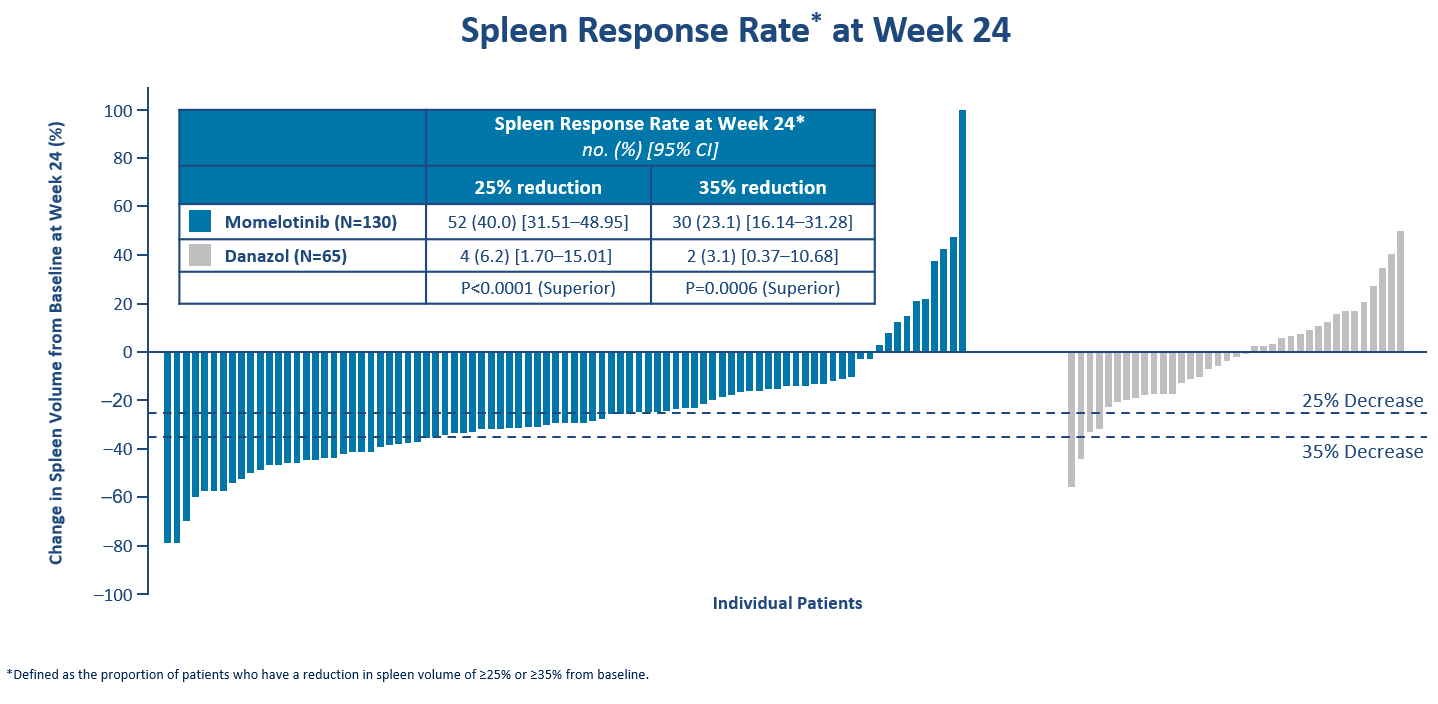 Spleen Response Rate* at Week 24
Change in Spleen Volume from Baseline at Week 24 (%)
100
80
60
40
20
0
–20
–40
–60
–80
–100
Spleen Response Rate at Week 24*
no. (%) [95% CI]
25% reduction 35% reduction
Momelotinib (N=130) 52 (40.0) [31.51–48.95] 30 (23.1) [16.14–31.28]
Danazol (N=65) 4 (6.2) [1.70–15.01] 2 (3.1) [0.37–10.68]
P<0.0001 (Superior) P=0.0006 (Superior)
25% Decrease
35% Decrease
Individual Patients
*Defined as the proportion of patients who have a reduction in spleen volume of ≥25% or ≥35% from baseline.